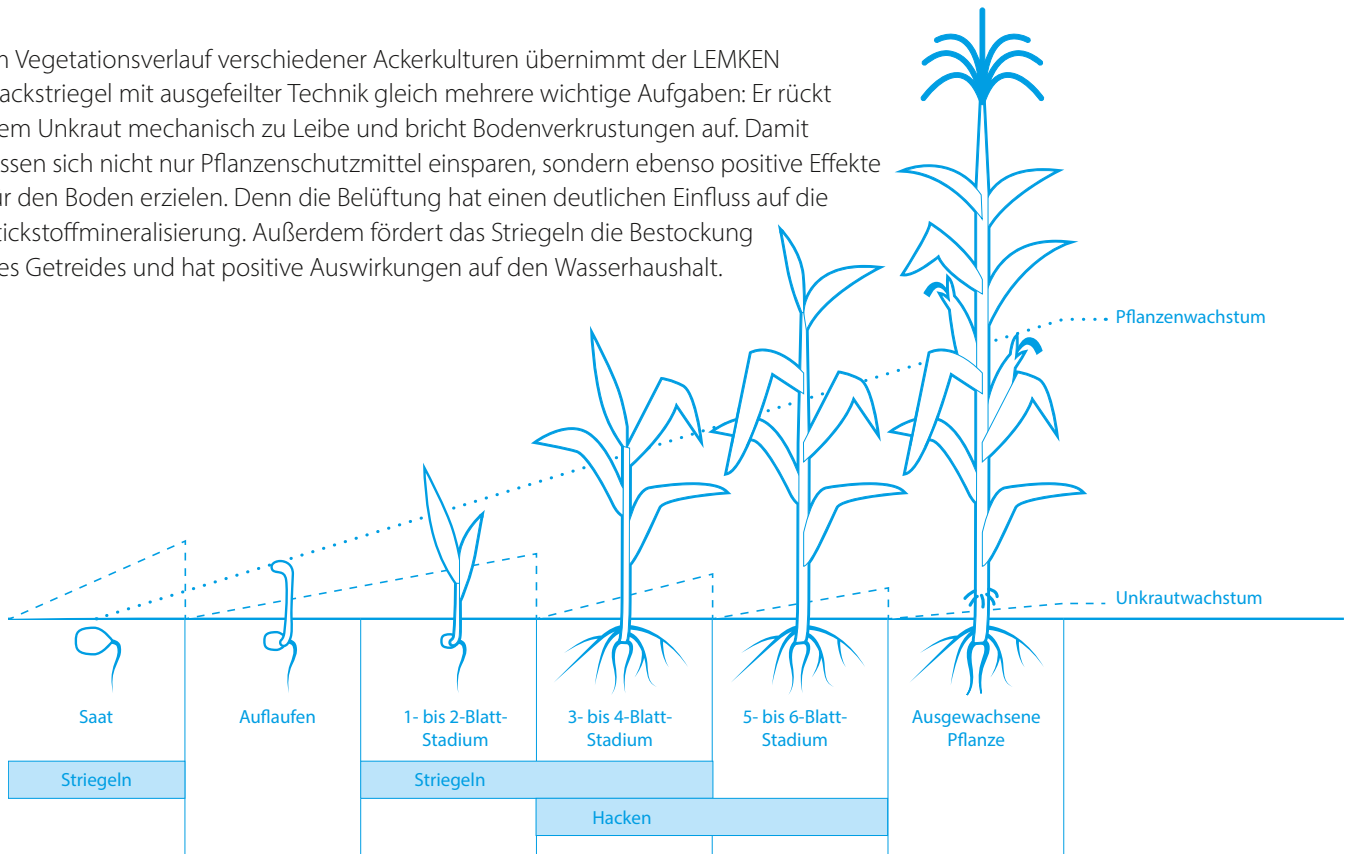 n Vegetationsverlauf verschiedener Ackerkulturen übernimmt der LEMKEN
ackstriegel mit ausgefeilter Technik gleich mehrere wichtige Aufgaben: Er rückt
em Unkraut mechanisch zu Leibe und bricht Bodenverkrustungen auf. Damit
ssen sich nicht nur Pflanzenschutzmittel einsparen, sondern ebenso positive Effekte
ür den Boden erzielen. Denn die Belüftung hat einen deutlichen Einfluss auf die
tickstoffmineralisierung. Außerdem fördert das Striegeln die Bestockung
es Getreides und hat positive Auswirkungen auf den Wasserhaushalt.
Pflanzenwachstum
Unkrautwachstum
Saat
Auflaufen
1- bis 2-Blatt-
Stadium
3- bis 4-Blatt-
Stadium
5- bis 6-Blatt-
Stadium
Ausgewachsene
Pflanze
Striegeln
Striegeln
Hacken